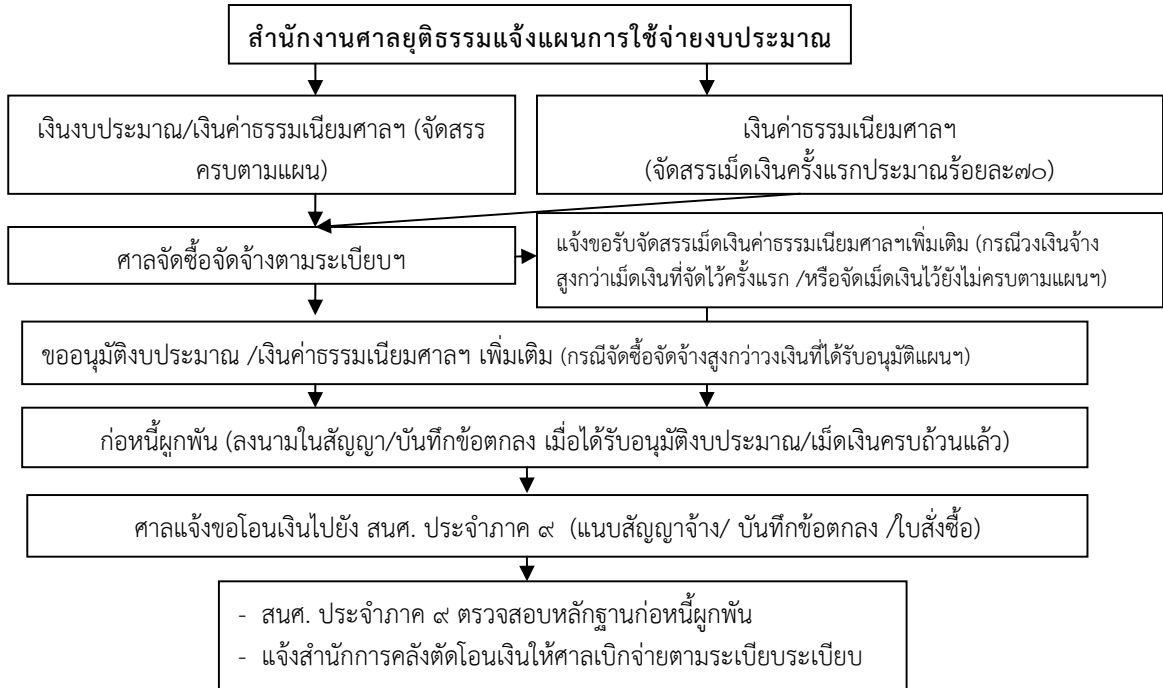 สำนักงานศาลยุติธรรมแจ้งแผนการใช้จ่ายงบประมาณ
เงินงบประมาณ/เงินค่าธรรมเนียมศาลฯ (จัดสรร
ครบตามแผน)
เงินค่าธรรมเนียมศาลฯ
(จัดสรรเม็ดเงินครั้งแรกประมาณร้อยละ๗๐)
ศาลจัดซื้อจัดจ้างตามระเบียบฯ
แจ้งขอรับจัดสรรเม็ดเงินค่าธรรมเนียมศาลฯเพิ่มเติม (กรณีวงเงินจ้าง
สูงกว่าเม็ดเงินที่จัดไว้ครั้งแรก /หรือจัดเม็ดเงินไว้ยังไม่ครบตามแผนฯ)
ขออนุมัติงบประมาณ /เงินค่าธรรมเนียมศาลฯ เพิ่มเติม (กรณีจัดซื้อจัดจ้างสูงกว่าวงเงินที่ได้รับอนุมัติแผนฯ)
ก่อหนี้ผูกพัน (ลงนามในสัญญา/บันทึกข้อตกลง เมื่อได้รับอนุมัติงบประมาณ/เม็ดเงินครบถ้วนแล้ว)
ศาลแจ้งขอโอนเงินไปยัง สนศ. ประจำภาค ๙ (แนบสัญญาจ้าง/ บันทึกข้อตกลง /ใบสั่งซื้อ)
- สนศ. ประจำภาค ๙ ตรวจสอบหลักฐานก่อหนี้ผูกพัน
- แจ้งสำนักการคลังตัดโอนเงินให้ศาลเบิกจ่ายตามระเบียบระเบียบ